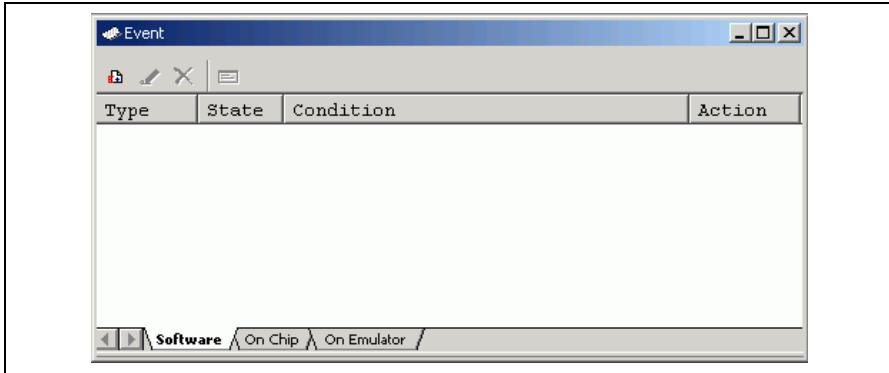 Event
Type State Condition Action
Software On Chip On Emulator